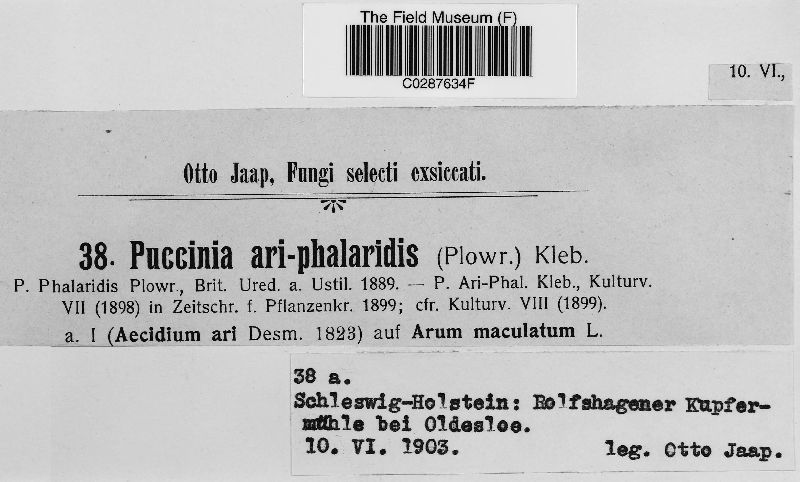 The Field Museum (F)
C0287634F
10. VI.,
Otto Jaap, Fungi selecti exsiccati.
38. Puccinia ari-phalaridis (Plowr.) Kleb.
P. Phalaridis Plowr., Brit. Ured. a. Ustil. 1889. — P. Ari-Phal. Kleb., Kulturv.
VII (1898) in Zeitschr. f. Pflanzenkr. 1899; cfr. Kulturv. VIII (1899).
a. I (Aecidium ari Desm. 1823) auf Arum maculatum L.
38 a.
Schleswig-Holstein: Rolfshagener Kupfer-
mühle bei Oldesloe.
10. VI. 1903. leg. Otto Jaap.